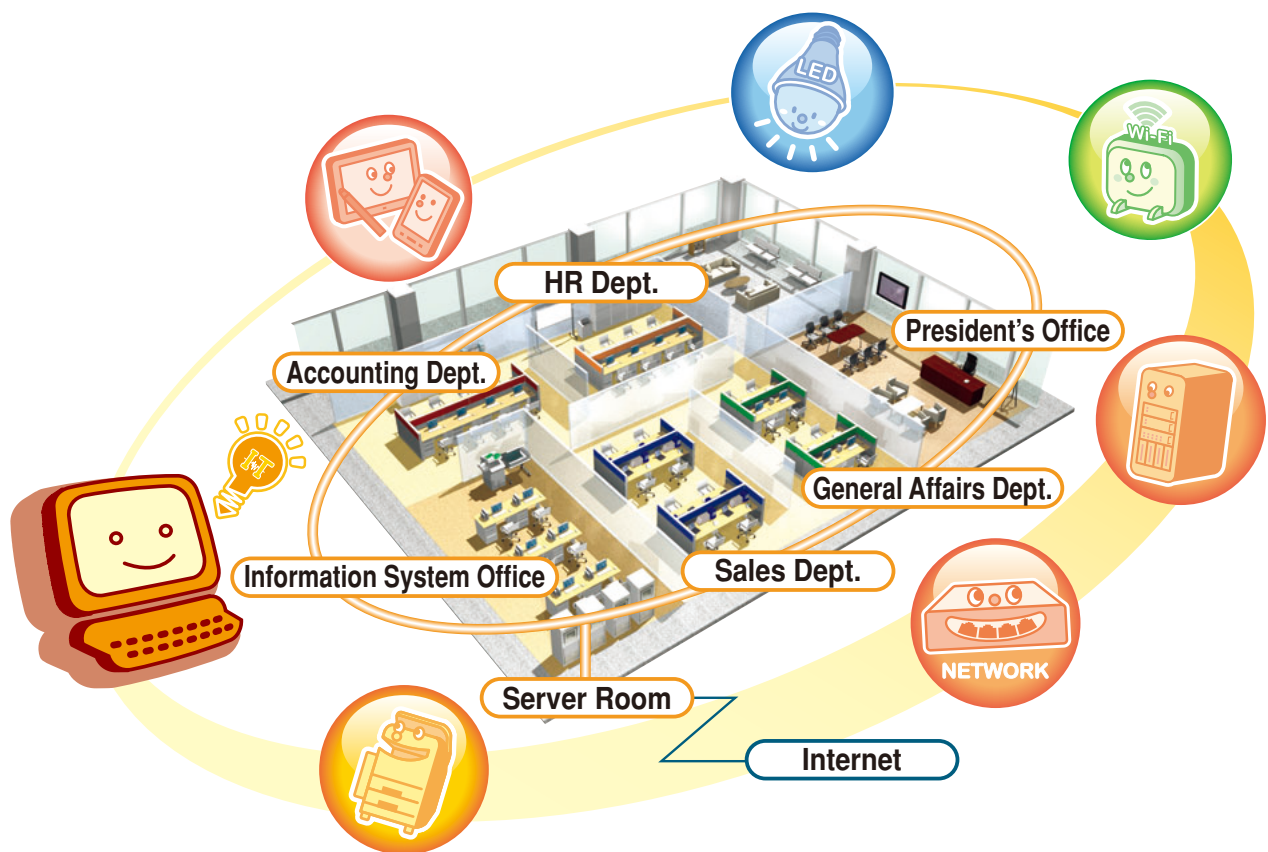 LED
Wi-Fi
HR Dept.
President's Office
Accounting Dept.
General Affairs Dept.
Information System Office
Sales Dept.
NETWORK
Server Room
Internet